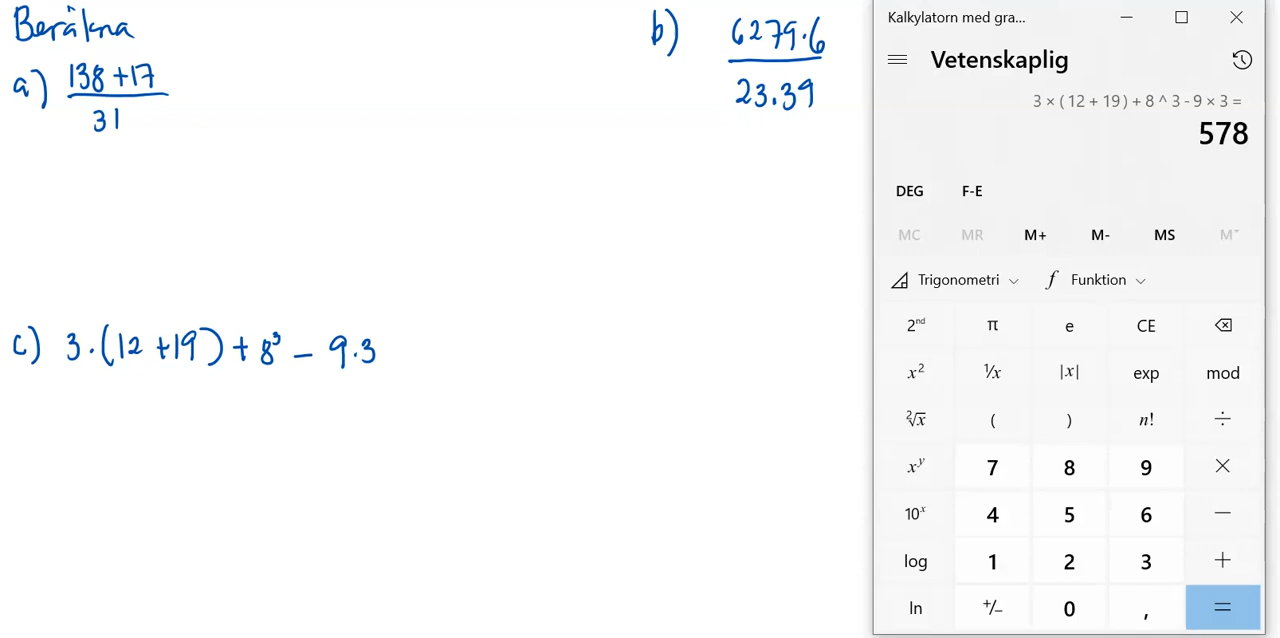 Beräkna
a) 138 + 17
31
b) 6279·6
23·39
c) 3·(12 + 19) + 8³ − 9·3
Kalkylatorn med gra...
Vetenskaplig
3 × ( 12 + 19 ) + 8 ^ 3 - 9 × 3 =
578
DEG F-E
MC MR M+ M- MS M˅
Trigonometri f Funktion
2ⁿᵈ π e CE ⌫
x² ¹/x |x| exp mod
²√x ( ) n! ÷
xʸ 7 8 9 ×
10ˣ 4 5 6 −
log 1 2 3 +
ln +/− 0 , =